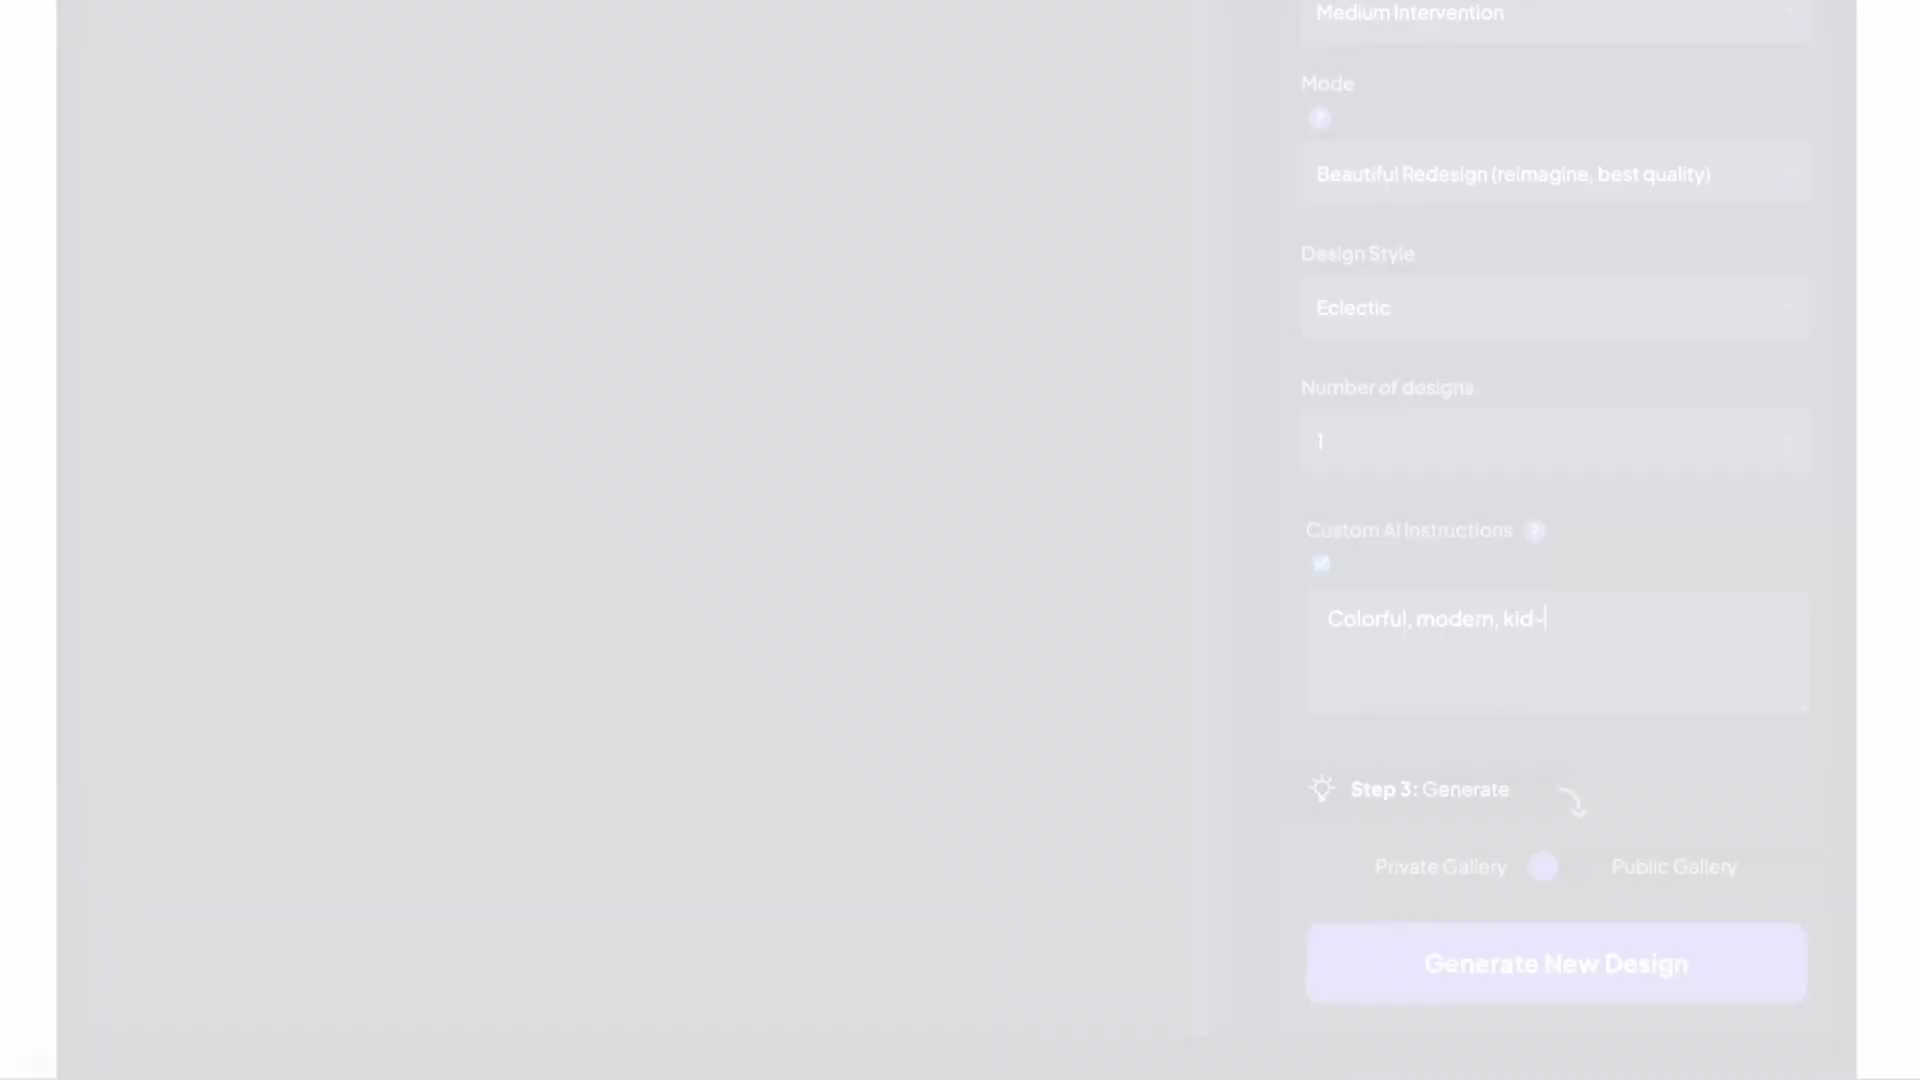 Medium Intervention
Mode
?
Beautiful Redesign (reimagine, best quality)
Design Style
Eclectic
Number of designs
1
Custom AI Instructions ?
Colorful, modern, kid-
Step 3: Generate
Private Gallery Public Gallery
Generate New Design